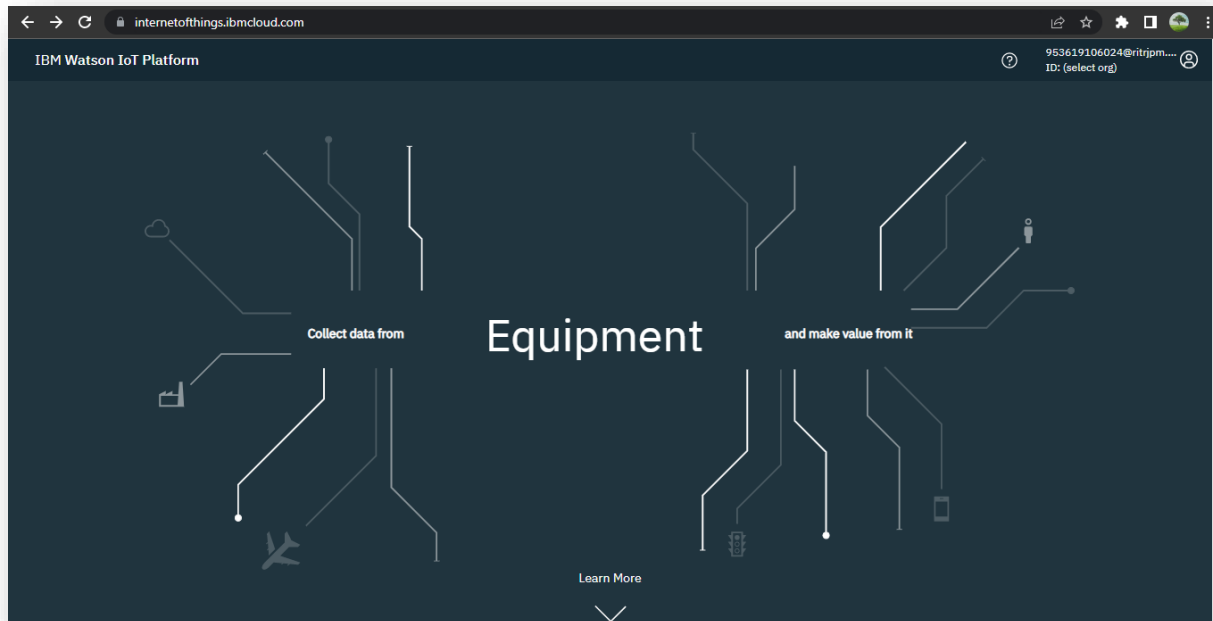 internetofthings.ibmcloud.com
IBM Watson IoT Platform
953619106024@ritrjpm....
ID: (select org)
Collect data from
Equipment
and make value from it
Learn More